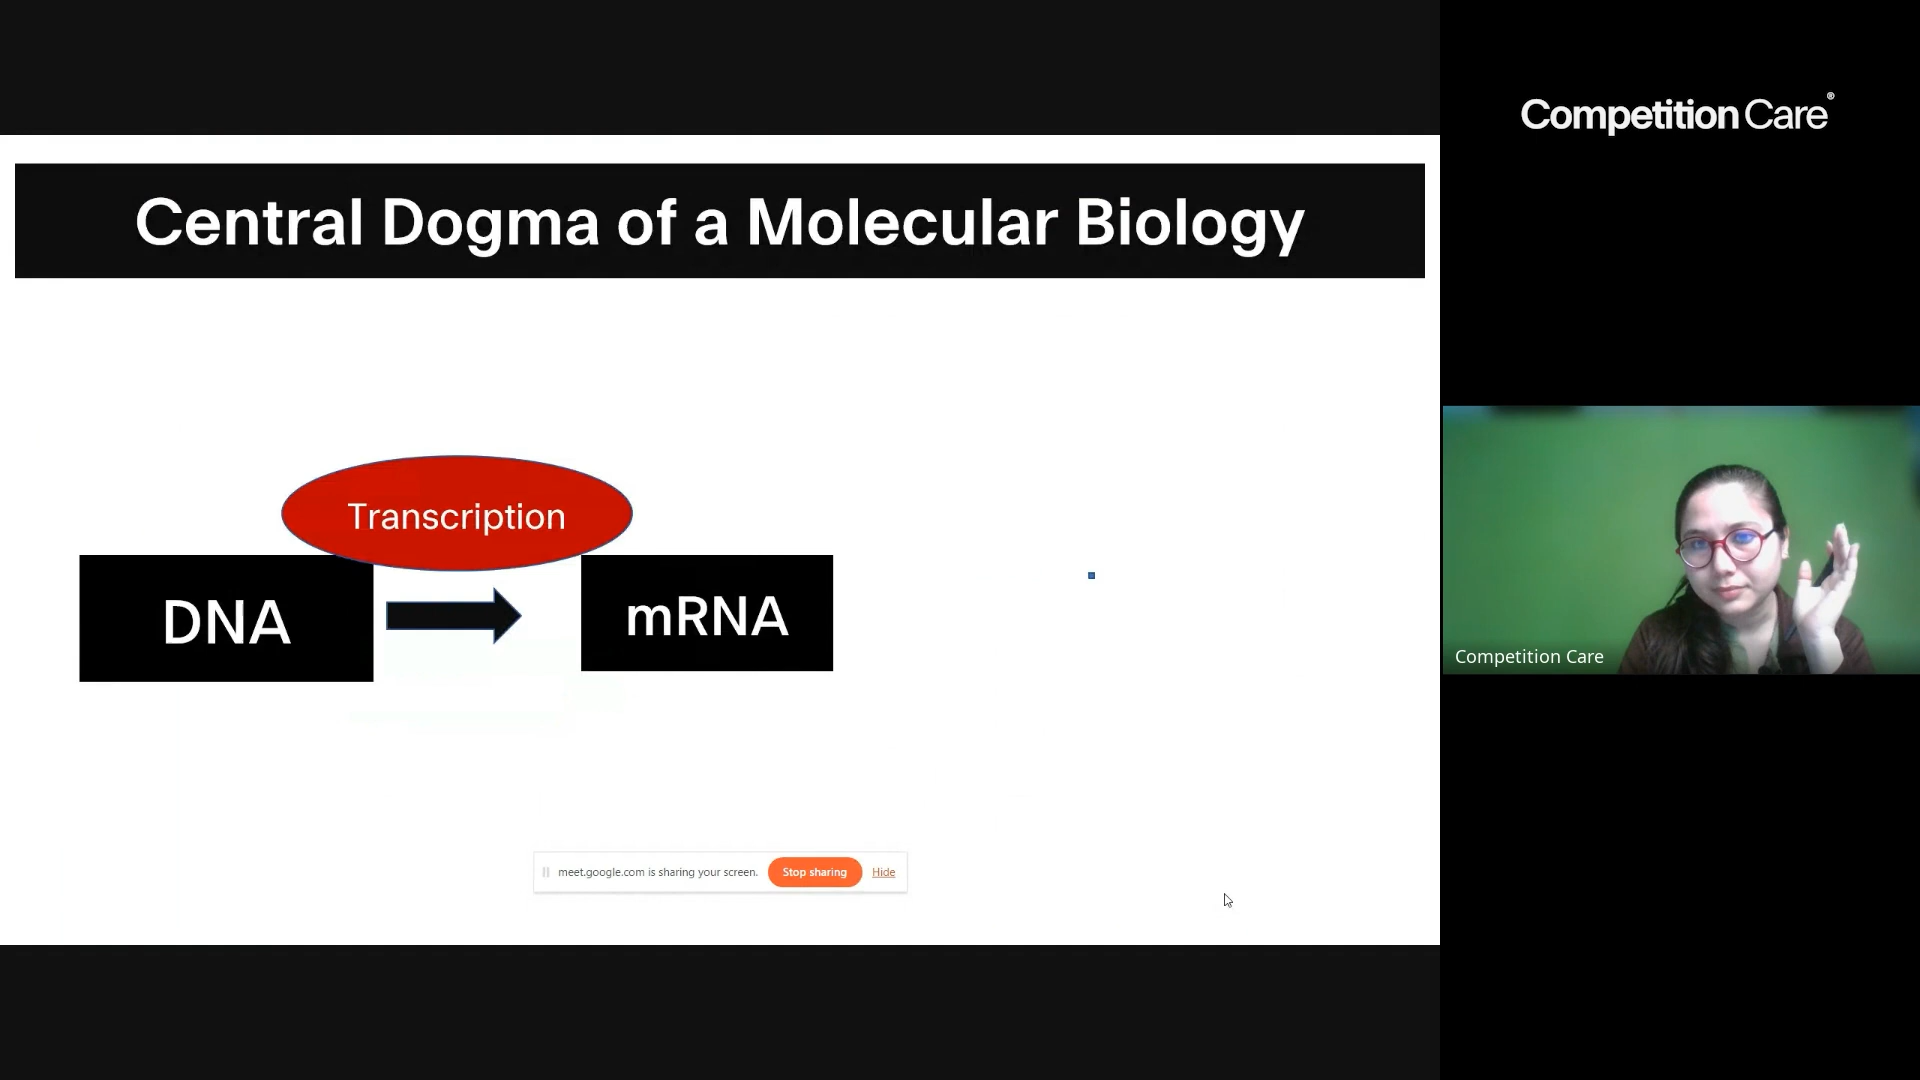 Competition Care®
Central Dogma of a Molecular Biology
Transcription
DNA
mRNA
Competition Care
meet.google.com is sharing your screen.
Stop sharing
Hide